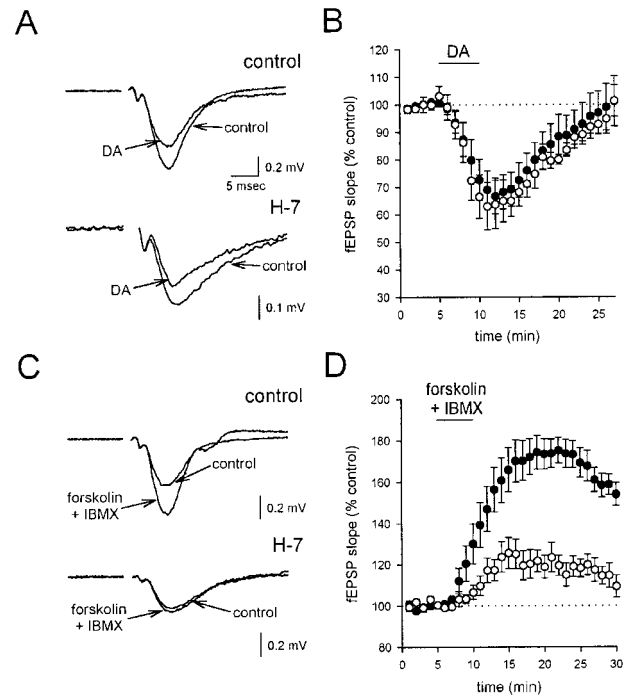 A
control
control
DA
0.2 mV
5 msec
H-7
control
DA
0.1 mV
B
DA
fEPSP slope (% control)
120
110
100
90
80
70
60
50
40
30
0
5
10
15
20
25
time (min)
C
control
control
forskolin
+ IBMX
0.2 mV
H-7
control
forskolin
+ IBMX
0.2 mV
D
forskolin
+ IBMX
fEPSP slope (% control)
200
180
160
140
120
100
80
0
5
10
15
20
25
30
time (min)